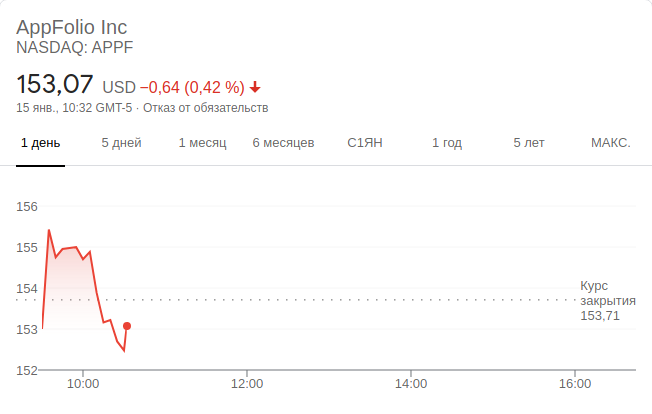 AppFolio Inc
NASDAQ: APPF
153,07 USD −0,64 (0,42 %)
15 янв., 10:32 GMT-5 · Отказ от обязательств
1 день 5 дней 1 месяц 6 месяцев С1ЯН 1 год 5 лет МАКС.
156
155
154
153
152
Курс
закрытия
153,71
10:00 12:00 14:00 16:00